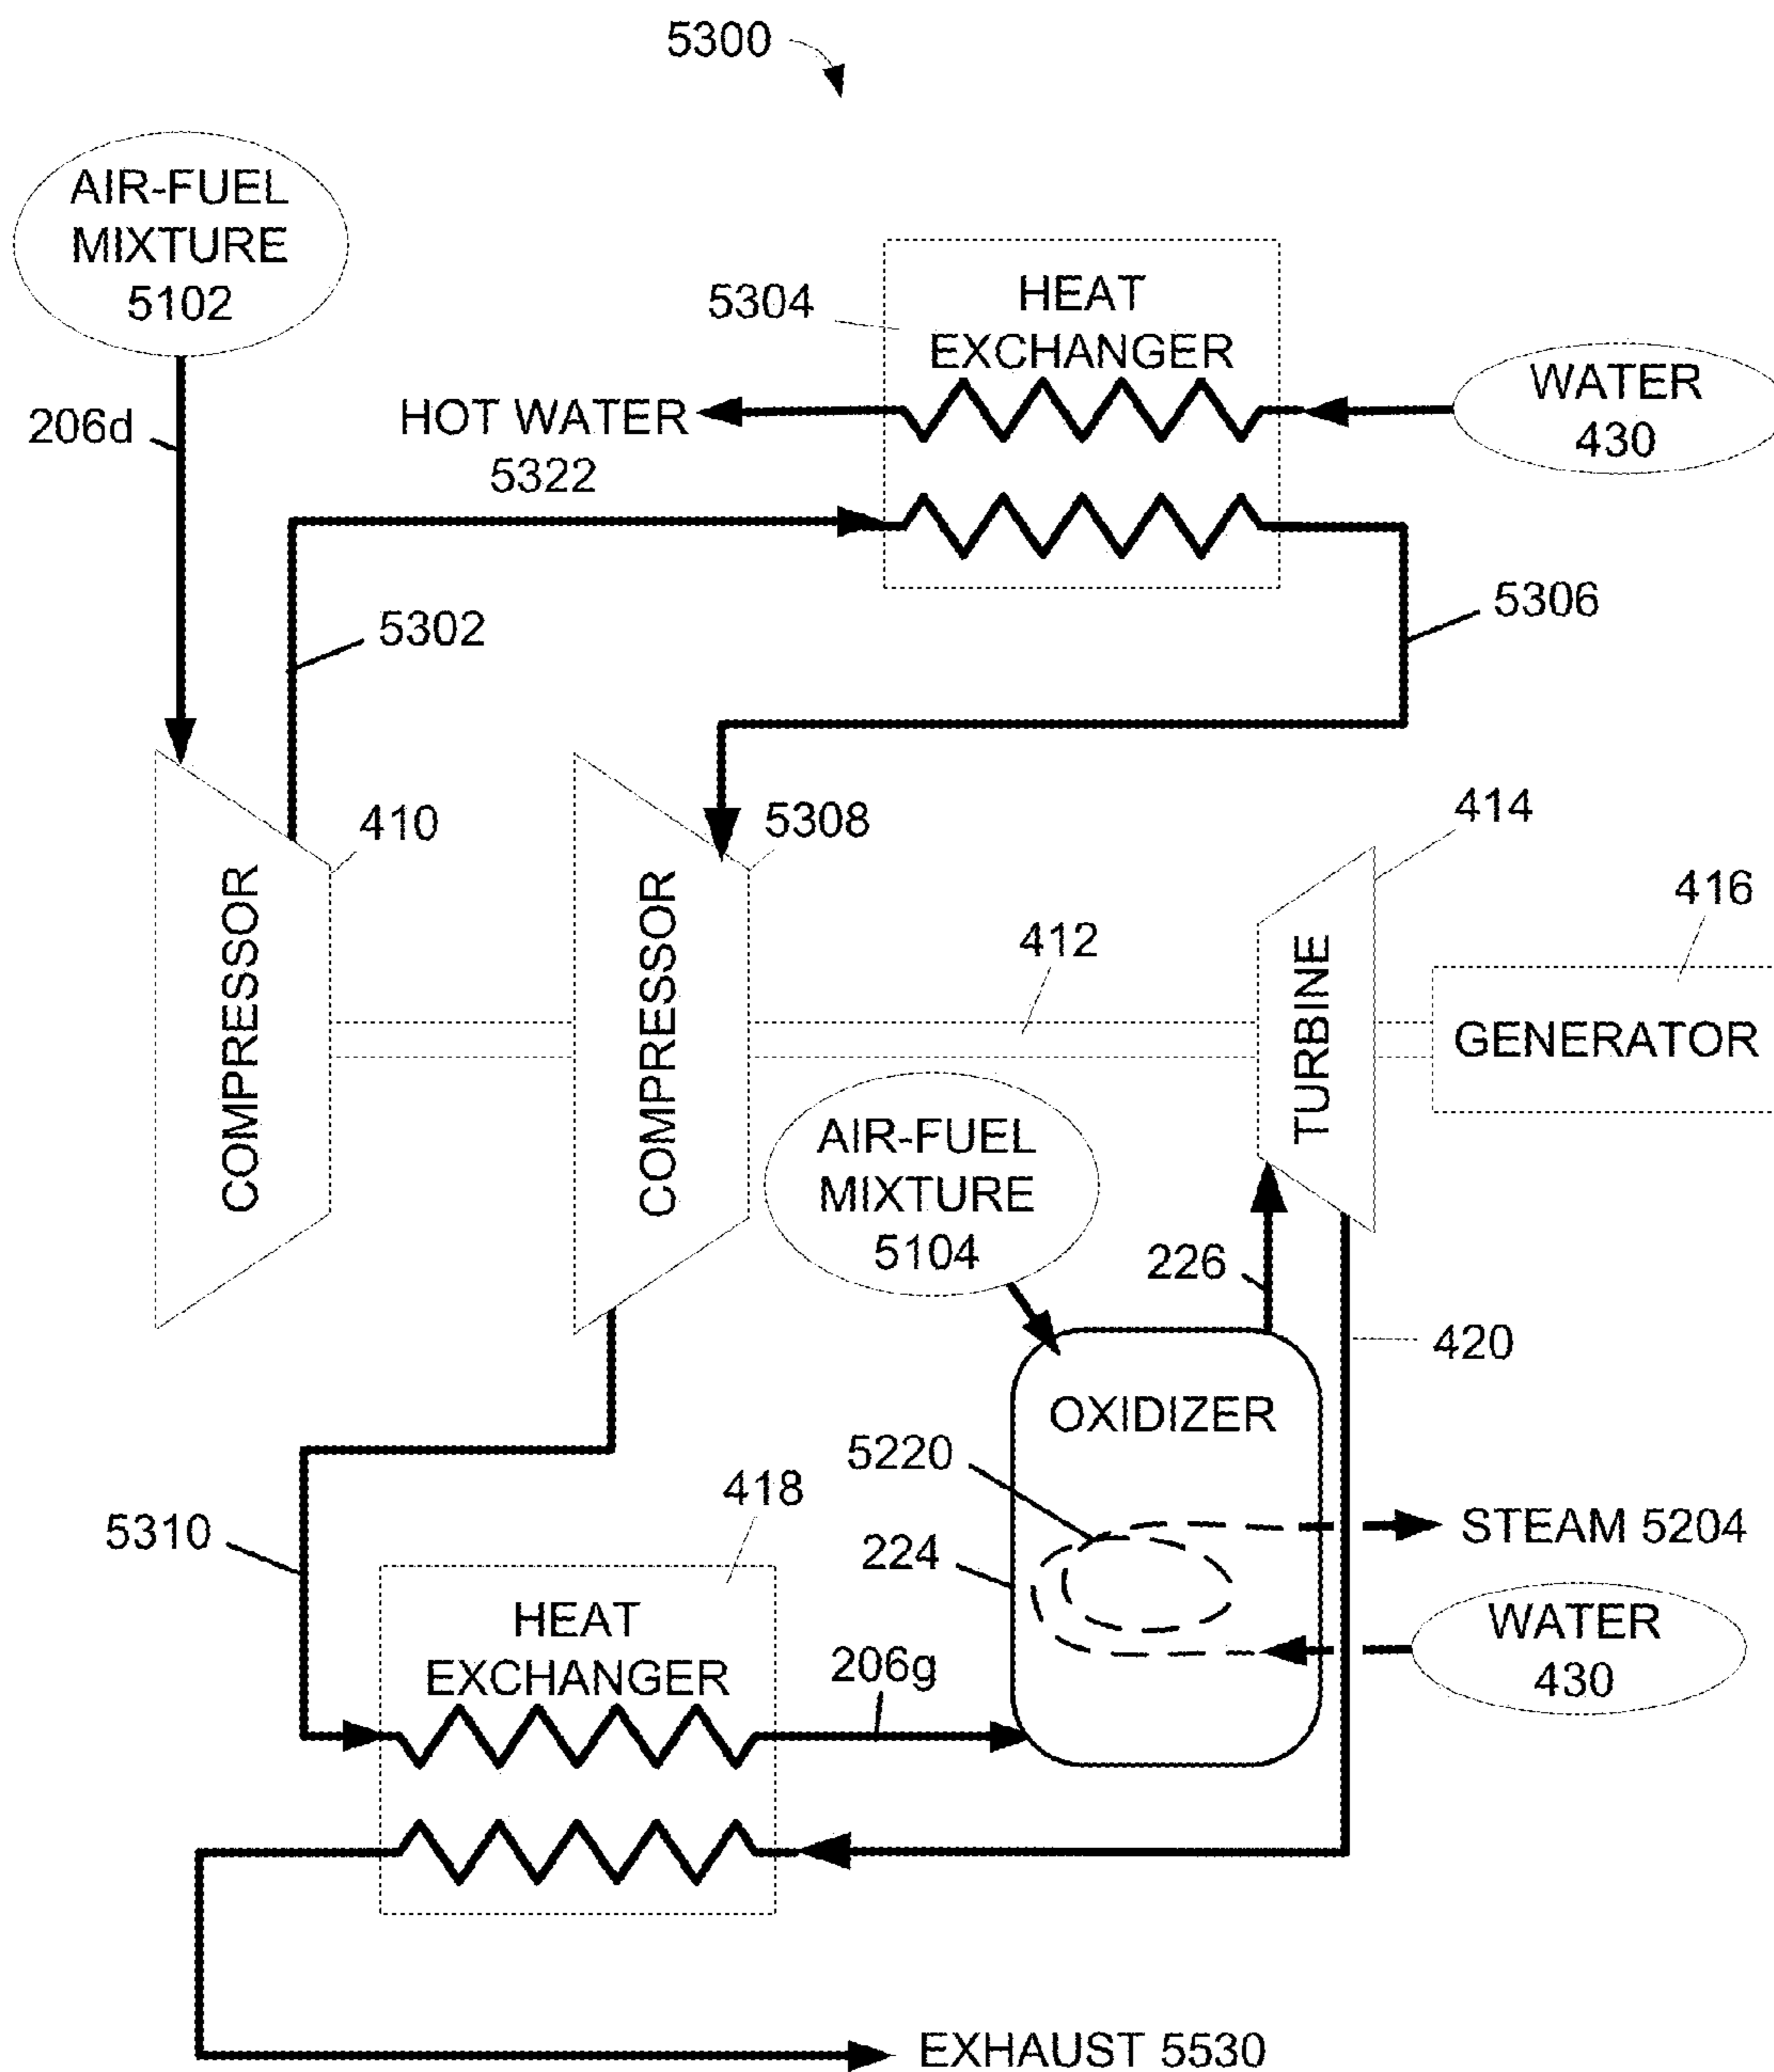 5300
AIR-FUEL
MIXTURE
5102
5304
HEAT
EXCHANGER
206d
HOT WATER
5322
WATER
430
5302
5306
410
5308
414
416
COMPRESSOR
COMPRESSOR
412
TURBINE
GENERATOR
AIR-FUEL
MIXTURE
5104
226
420
OXIDIZER
5220
418
5310
224
STEAM 5204
HEAT
EXCHANGER
206g
WATER
430
EXHAUST 5530